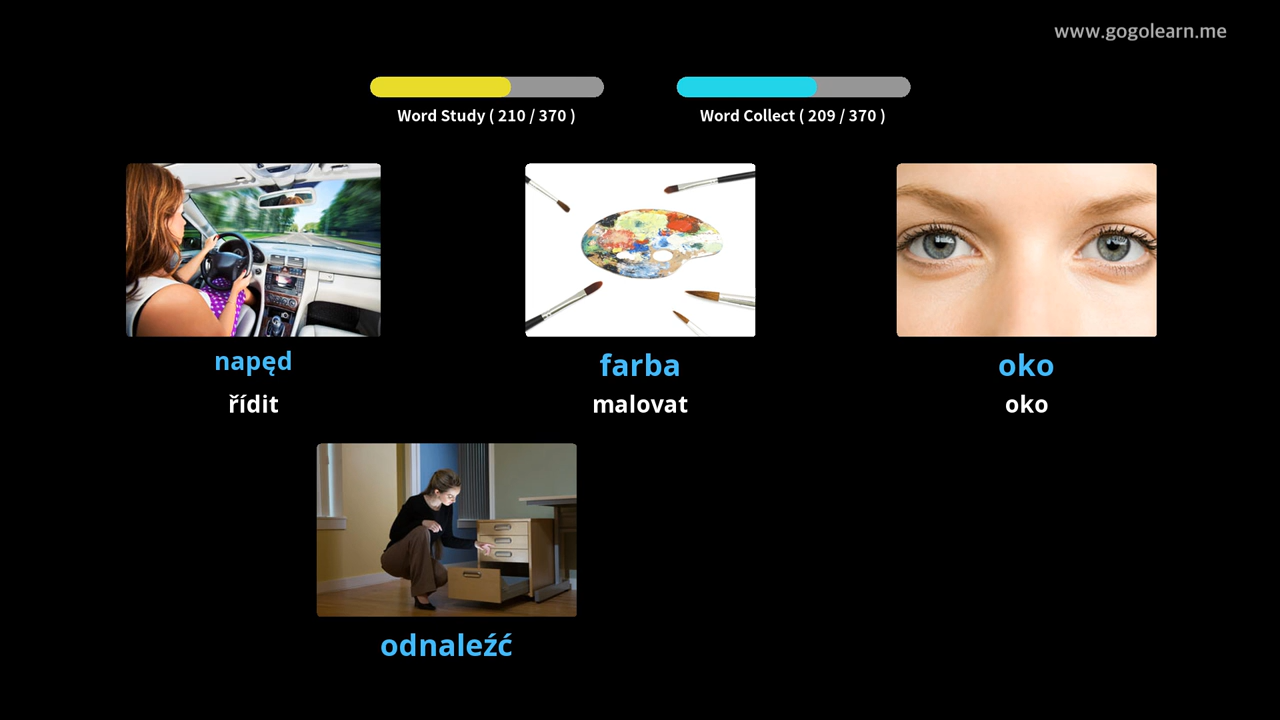 www.gogolearn.me
Word Study ( 210 / 370 )
Word Collect ( 209 / 370 )
napęd
farba
oko
řídit
malovat
oko
odnaleźć